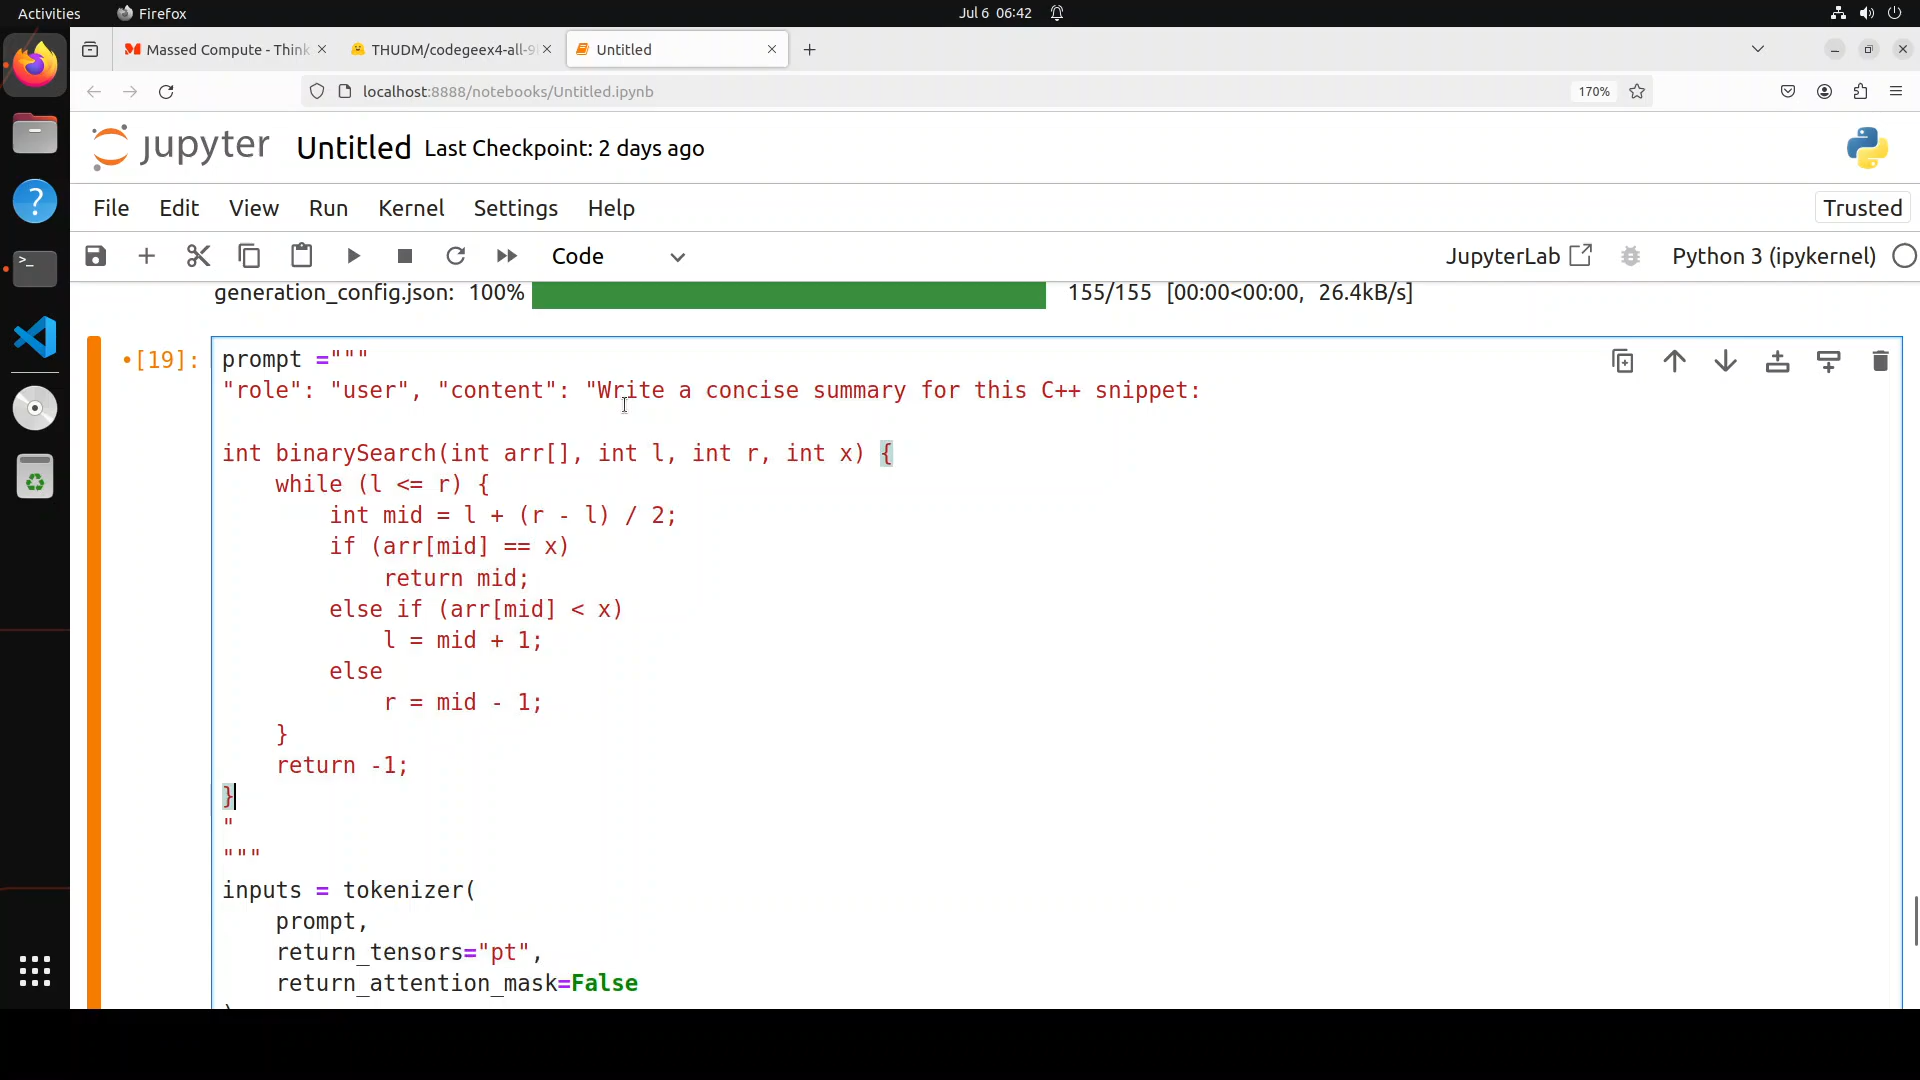 Activities
Firefox
Jul 6 06:42
Massed Compute - Think
THUDM/codegeex4-all-9
Untitled
localhost:8888/notebooks/Untitled.ipynb
170%
jupyter
Untitled
Last Checkpoint: 2 days ago
File
Edit
View
Run
Kernel
Settings
Help
Trusted
Code
JupyterLab
Python 3 (ipykernel)
generation_config.json: 100%
155/155 [00:00<00:00, 26.4kB/s]
•[19]:
prompt ="""
"role": "user", "content": "Write a concise summary for this C++ snippet:
int binarySearch(int arr[], int l, int r, int x) {
    while (l <= r) {
        int mid = l + (r - l) / 2;
        if (arr[mid] == x)
            return mid;
        else if (arr[mid] < x)
            l = mid + 1;
        else
            r = mid - 1;
    }
    return -1;
}
"
"""
inputs = tokenizer(
    prompt,
    return_tensors="pt",
    return_attention_mask=False